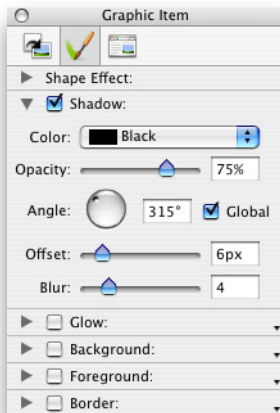 Graphic Item
Shape Effect:
Shadow:
Color: Black
Opacity: 75%
Angle: 315° Global
Offset: 6px
Blur: 4
Glow:
Background:
Foreground:
Border: